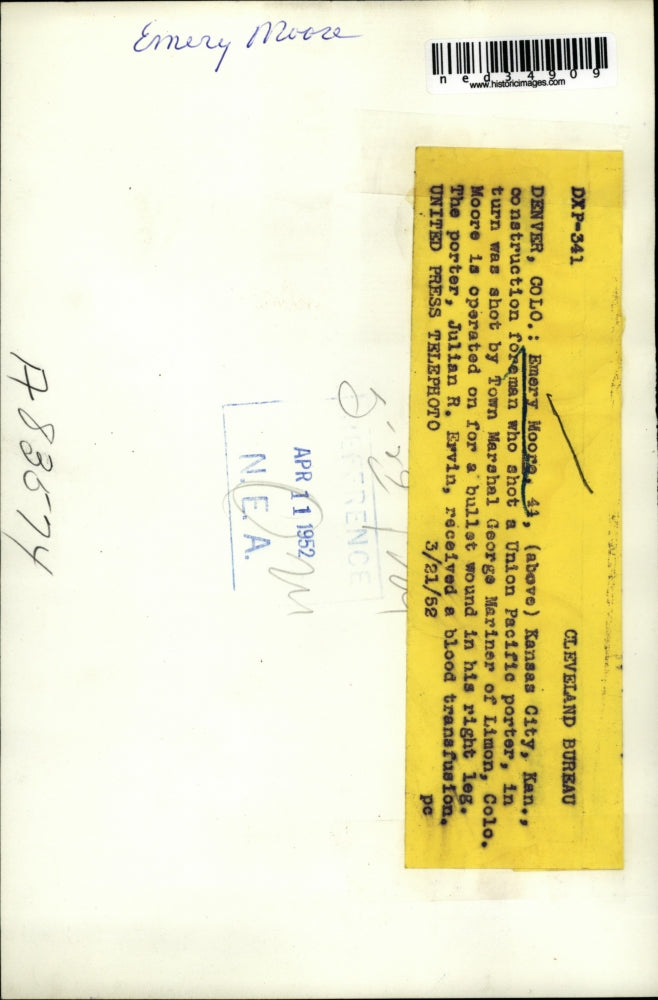 Emery Moore
ned34909
www.historicimages.com
DXP-341 CLEVELAND BUREAU
DENVER, COLO.: Emery Moore, 41, (above) Kansas City, Kan.,
construction foreman who shot a Union Pacific porter, in
turn was shot by Town Marshal George Mariner of Limon, Colo.
Moore is operated on for a bullet wound in his right leg.
The porter, Julian R. Ervin, received a blood transfusion.
UNITED PRESS TELEPHOTO 3/21/52 pc
REFERENCE
APR 11 1952
N. E. A.
A83574